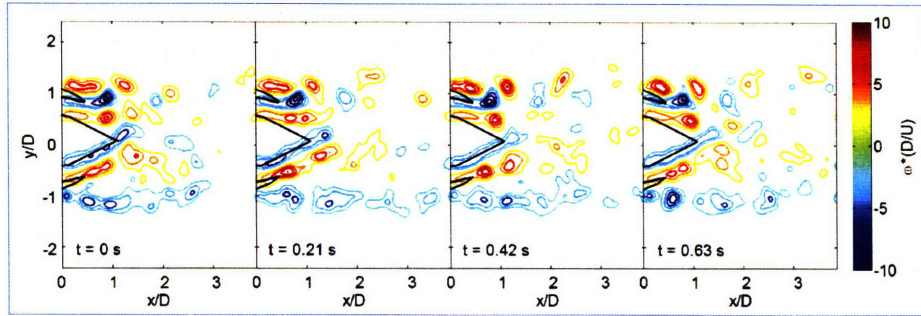 2
1
0
-1
-2
y/D
t = 0 s
t = 0.21 s
t = 0.42 s
t = 0.63 s
0 1 2 3
0 1 2 3
0 1 2 3
0 1 2 3
x/D
x/D
x/D
x/D
10
5
0
-5
-10
ω*(D/U)